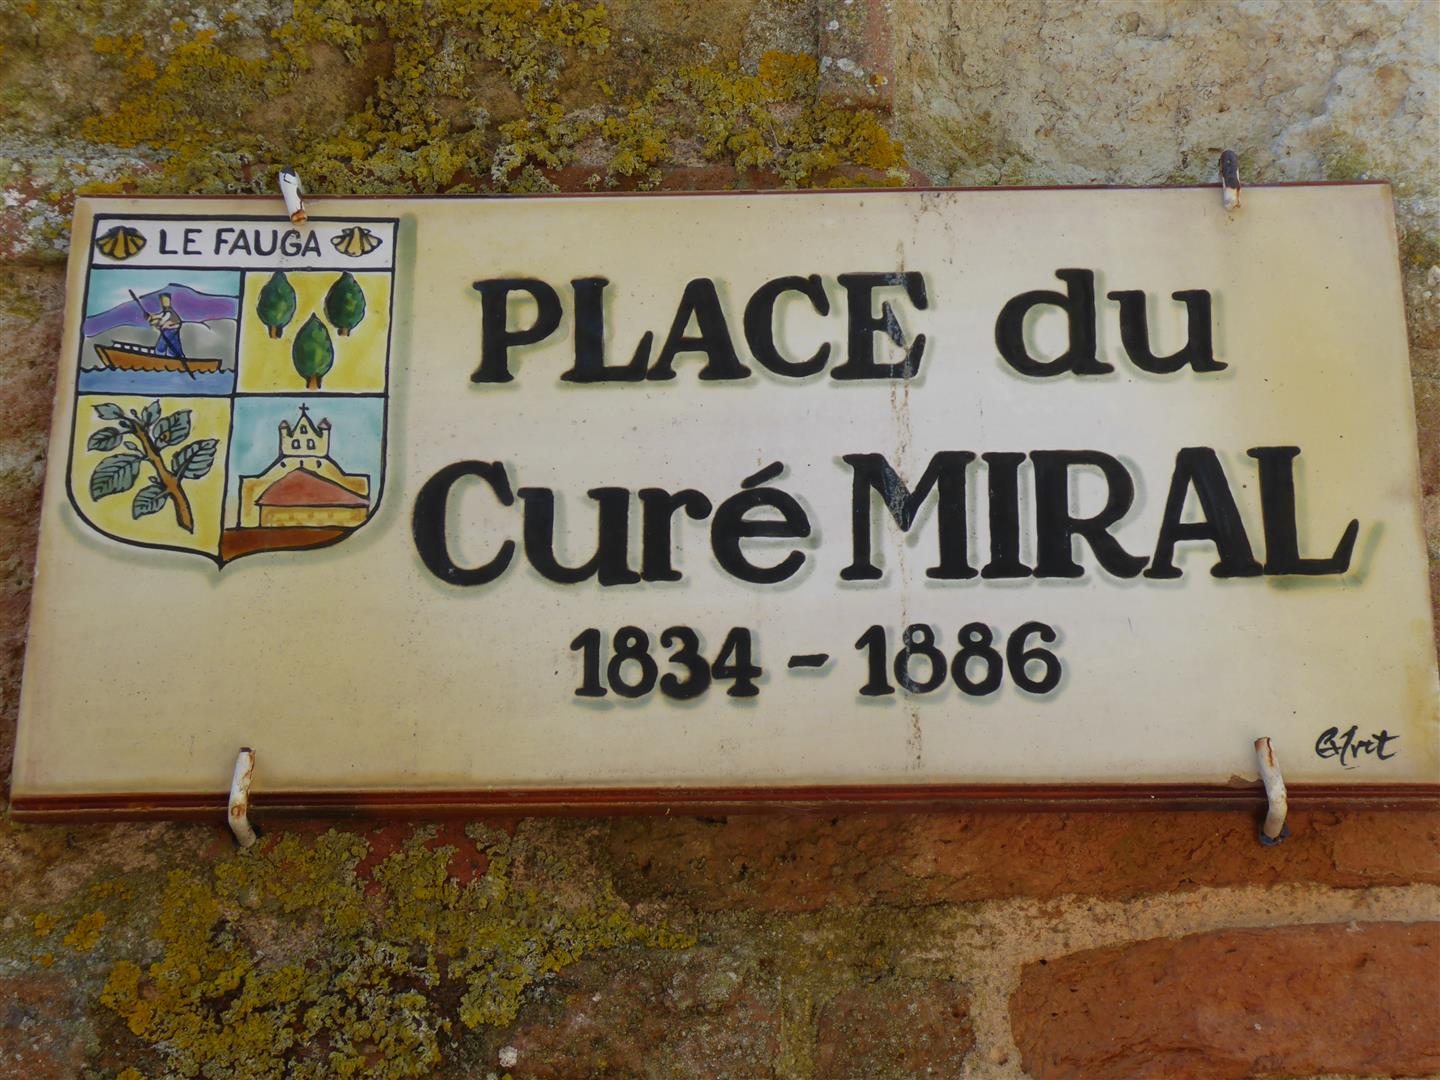 LE FAUGA
PLACE du
Curé MIRAL
1834 - 1886